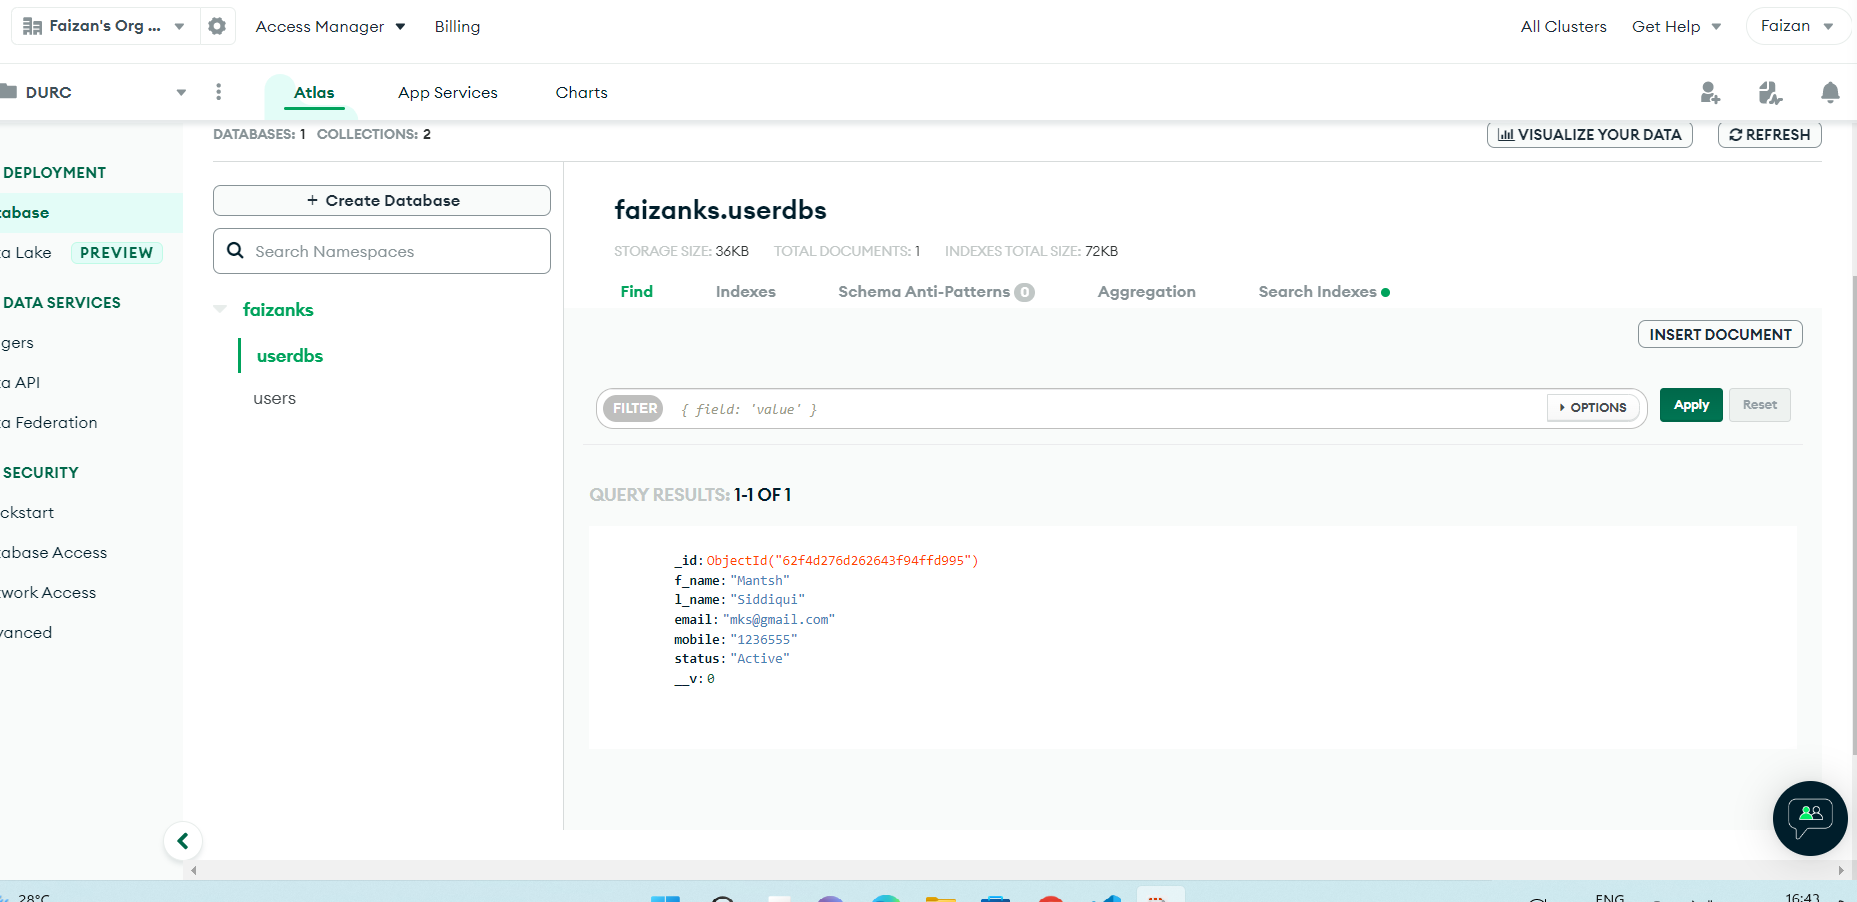 Faizan's Org ...
Access Manager
Billing
All Clusters
Get Help
Faizan
DURC
Atlas
App Services
Charts
DATABASES: 1 COLLECTIONS: 2
VISUALIZE YOUR DATA
REFRESH
DEPLOYMENT
tabase
ta Lake PREVIEW
DATA SERVICES
gers
ta API
ta Federation
SECURITY
ckstart
tabase Access
twork Access
vanced
+ Create Database
Search Namespaces
faizanks
userdbs
users
faizanks.userdbs
STORAGE SIZE: 36KB TOTAL DOCUMENTS: 1 INDEXES TOTAL SIZE: 72KB
Find
Indexes
Schema Anti-Patterns 0
Aggregation
Search Indexes
INSERT DOCUMENT
FILTER { field: 'value' }
OPTIONS
Apply
Reset
QUERY RESULTS: 1-1 OF 1
_id: ObjectId("62f4d276d262643f94ffd995")
f_name: "Mantsh"
l_name: "Siddiqui"
email: "mks@gmail.com"
mobile: "1236555"
status: "Active"
__v: 0
28°C
ENG
16:43